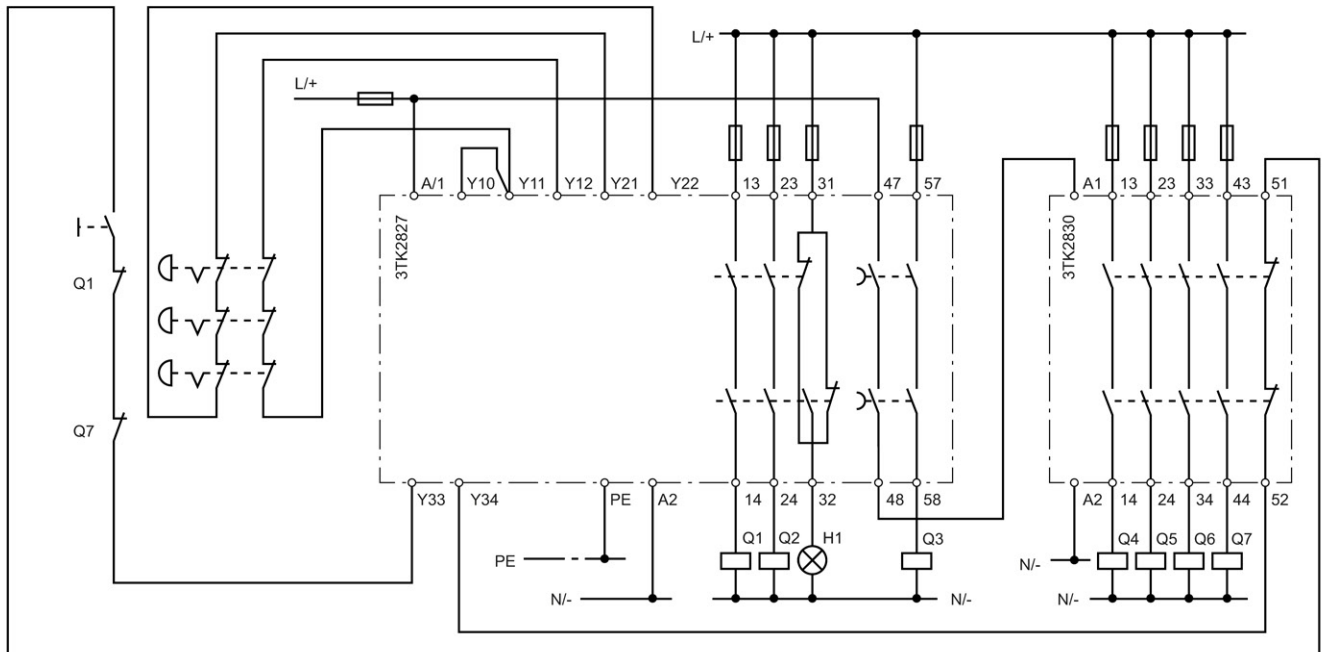 L/+
L/+
A/1 Y10 Y11 Y12 Y21 Y22 13 23 31 47 57 A1 13 23 33 43 51
3TK2827
3TK2830
Q1
Q7
Y33 Y34 PE A2 14 24 32 48 58 A2 14 24 34 44 52
Q1 Q2 H1 Q3 Q4 Q5 Q6 Q7
PE
N/-
N/-
N/-
N/-